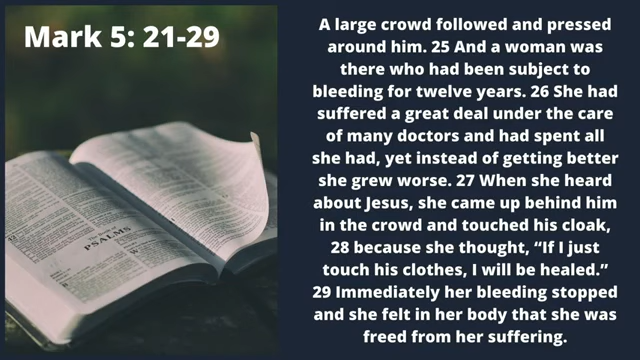 Mark 5: 21-29
PSALMS
A large crowd followed and pressed
around him. 25 And a woman was
there who had been subject to
bleeding for twelve years. 26 She had
suffered a great deal under the care
of many doctors and had spent all
she had, yet instead of getting better
she grew worse. 27 When she heard
about Jesus, she came up behind him
in the crowd and touched his cloak,
28 because she thought, “If I just
touch his clothes, I will be healed.”
29 Immediately her bleeding stopped
and she felt in her body that she was
freed from her suffering.